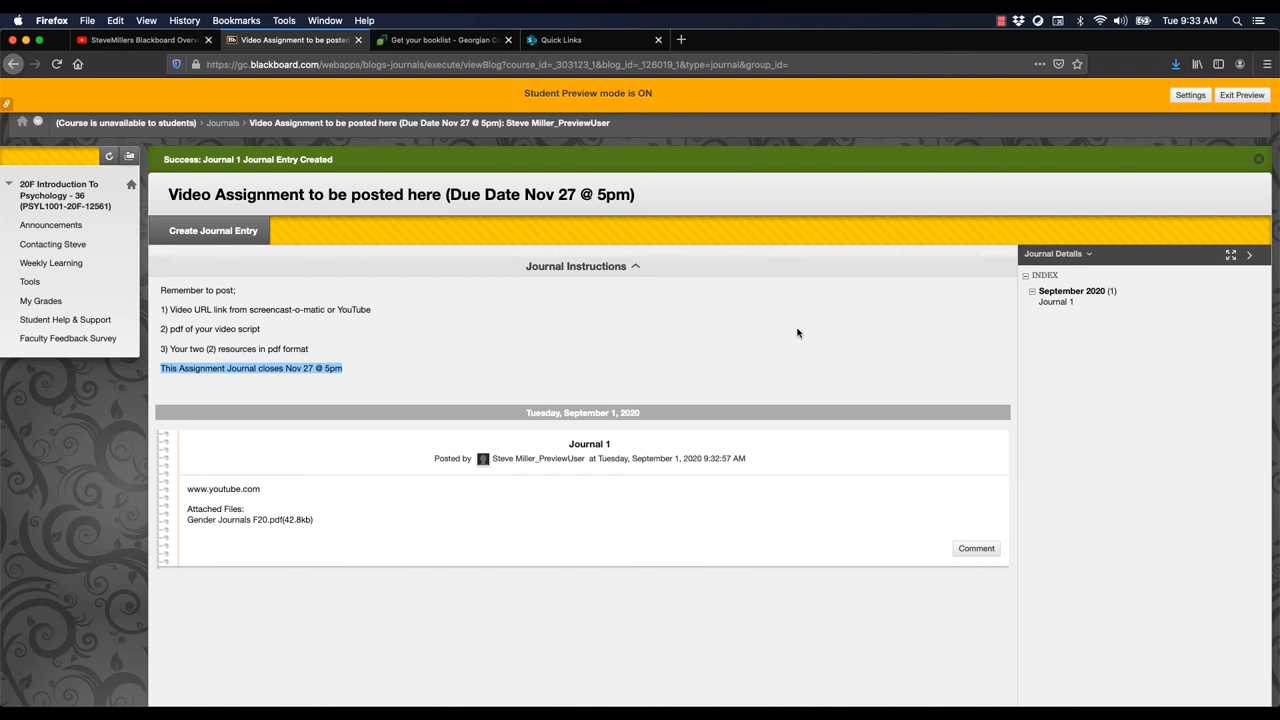 Firefox File Edit View History Bookmarks Tools Window Help Tue 9:33 AM
SteveMillers Blackboard Overv
Video Assignment to be posted
Get your booklist - Georgian C
Quick Links
https://gc.blackboard.com/webapps/blogs-journals/execute/viewBlog?course_id=_303123_1&blog_id=_126019_1&type=journal&group_id=
Student Preview mode is ON
Settings
Exit Preview
(Course is unavailable to students) › Journals › Video Assignment to be posted here (Due Date Nov 27 @ 5pm): Steve Miller_PreviewUser
20F Introduction To
Psychology - 36
(PSYL1001-20F-12561)
Announcements
Contacting Steve
Weekly Learning
Tools
My Grades
Student Help & Support
Faculty Feedback Survey
Success: Journal 1 Journal Entry Created
Video Assignment to be posted here (Due Date Nov 27 @ 5pm)
Create Journal Entry
Journal Instructions
Remember to post;
1) Video URL link from screencast-o-matic or YouTube
2) pdf of your video script
3) Your two (2) resources in pdf format
This Assignment Journal closes Nov 27 @ 5pm
Tuesday, September 1, 2020
Journal 1
Posted by Steve Miller_PreviewUser at Tuesday, September 1, 2020 9:32:57 AM
www.youtube.com
Attached Files:
Gender Journals F20.pdf(42.8kb)
Comment
Journal Details
INDEX
September 2020 (1)
Journal 1